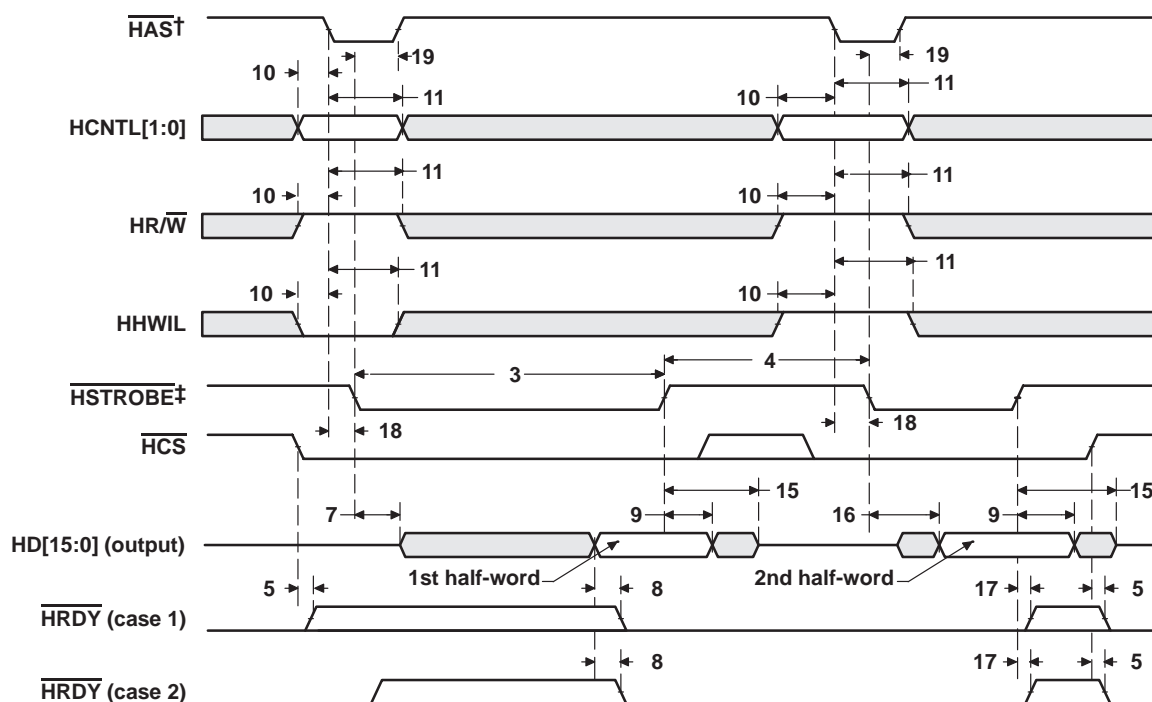 HAS†
19
19
10
11
10
11
HCNTL[1:0]
11
11
10
10
HR/W
11
11
10
10
HHWIL
4
3
HSTROBE‡
18
18
HCS
15
15
7
9
16
9
HD[15:0] (output)
1st half-word
2nd half-word
5
8
17
5
HRDY (case 1)
8
17
5
HRDY (case 2)